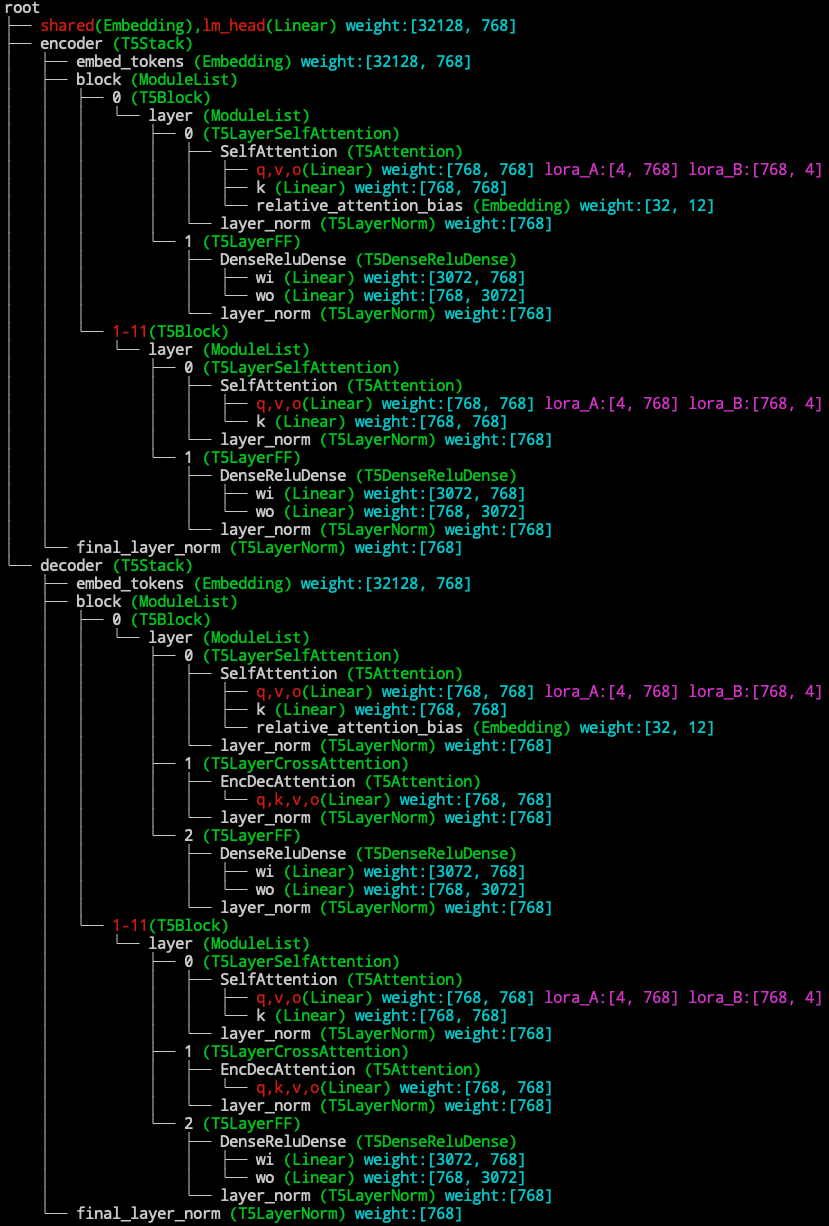 root
├── shared(Embedding),lm_head(Linear) weight:[32128, 768]
├── encoder (T5Stack)
│   ├── embed_tokens (Embedding) weight:[32128, 768]
│   ├── block (ModuleList)
│   │   ├── 0 (T5Block)
│   │   │   └── layer (ModuleList)
│   │   │       ├── 0 (T5LayerSelfAttention)
│   │   │       │   ├── SelfAttention (T5Attention)
│   │   │       │   │   ├── q,v,o(Linear) weight:[768, 768] lora_A:[4, 768] lora_B:[768, 4]
│   │   │       │   │   ├── k (Linear) weight:[768, 768]
│   │   │       │   │   └── relative_attention_bias (Embedding) weight:[32, 12]
│   │   │       │   └── layer_norm (T5LayerNorm) weight:[768]
│   │   │       └── 1 (T5LayerFF)
│   │   │           ├── DenseReluDense (T5DenseReluDense)
│   │   │           │   ├── wi (Linear) weight:[3072, 768]
│   │   │           │   └── wo (Linear) weight:[768, 3072]
│   │   │           └── layer_norm (T5LayerNorm) weight:[768]
│   │   └── 1-11(T5Block)
│   │       └── layer (ModuleList)
│   │           ├── 0 (T5LayerSelfAttention)
│   │           │   ├── SelfAttention (T5Attention)
│   │           │   │   ├── q,v,o(Linear) weight:[768, 768] lora_A:[4, 768] lora_B:[768, 4]
│   │           │   │   └── k (Linear) weight:[768, 768]
│   │           │   └── layer_norm (T5LayerNorm) weight:[768]
│   │           └── 1 (T5LayerFF)
│   │               ├── DenseReluDense (T5DenseReluDense)
│   │               │   ├── wi (Linear) weight:[3072, 768]
│   │               │   └── wo (Linear) weight:[768, 3072]
│   │               └── layer_norm (T5LayerNorm) weight:[768]
│   └── final_layer_norm (T5LayerNorm) weight:[768]
└── decoder (T5Stack)
    ├── embed_tokens (Embedding) weight:[32128, 768]
    ├── block (ModuleList)
    │   ├── 0 (T5Block)
    │   │   └── layer (ModuleList)
    │   │       ├── 0 (T5LayerSelfAttention)
    │   │       │   ├── SelfAttention (T5Attention)
    │   │       │   │   ├── q,v,o(Linear) weight:[768, 768] lora_A:[4, 768] lora_B:[768, 4]
    │   │       │   │   ├── k (Linear) weight:[768, 768]
    │   │       │   │   └── relative_attention_bias (Embedding) weight:[32, 12]
    │   │       │   └── layer_norm (T5LayerNorm) weight:[768]
    │   │       ├── 1 (T5LayerCrossAttention)
    │   │       │   ├── EncDecAttention (T5Attention)
    │   │       │   │   └── q,k,v,o(Linear) weight:[768, 768]
    │   │       │   └── layer_norm (T5LayerNorm) weight:[768]
    │   │       └── 2 (T5LayerFF)
    │   │           ├── DenseReluDense (T5DenseReluDense)
    │   │           │   ├── wi (Linear) weight:[3072, 768]
    │   │           │   └── wo (Linear) weight:[768, 3072]
    │   │           └── layer_norm (T5LayerNorm) weight:[768]
    │   └── 1-11(T5Block)
    │       └── layer (ModuleList)
    │           ├── 0 (T5LayerSelfAttention)
    │           │   ├── SelfAttention (T5Attention)
    │           │   │   ├── q,v,o(Linear) weight:[768, 768] lora_A:[4, 768] lora_B:[768, 4]
    │           │   │   └── k (Linear) weight:[768, 768]
    │           │   └── layer_norm (T5LayerNorm) weight:[768]
    │           ├── 1 (T5LayerCrossAttention)
    │           │   ├── EncDecAttention (T5Attention)
    │           │   │   └── q,k,v,o(Linear) weight:[768, 768]
    │           │   └── layer_norm (T5LayerNorm) weight:[768]
    │           └── 2 (T5LayerFF)
    │               ├── DenseReluDense (T5DenseReluDense)
    │               │   ├── wi (Linear) weight:[3072, 768]
    │               │   └── wo (Linear) weight:[768, 3072]
    │               └── layer_norm (T5LayerNorm) weight:[768]
    └── final_layer_norm (T5LayerNorm) weight:[768]